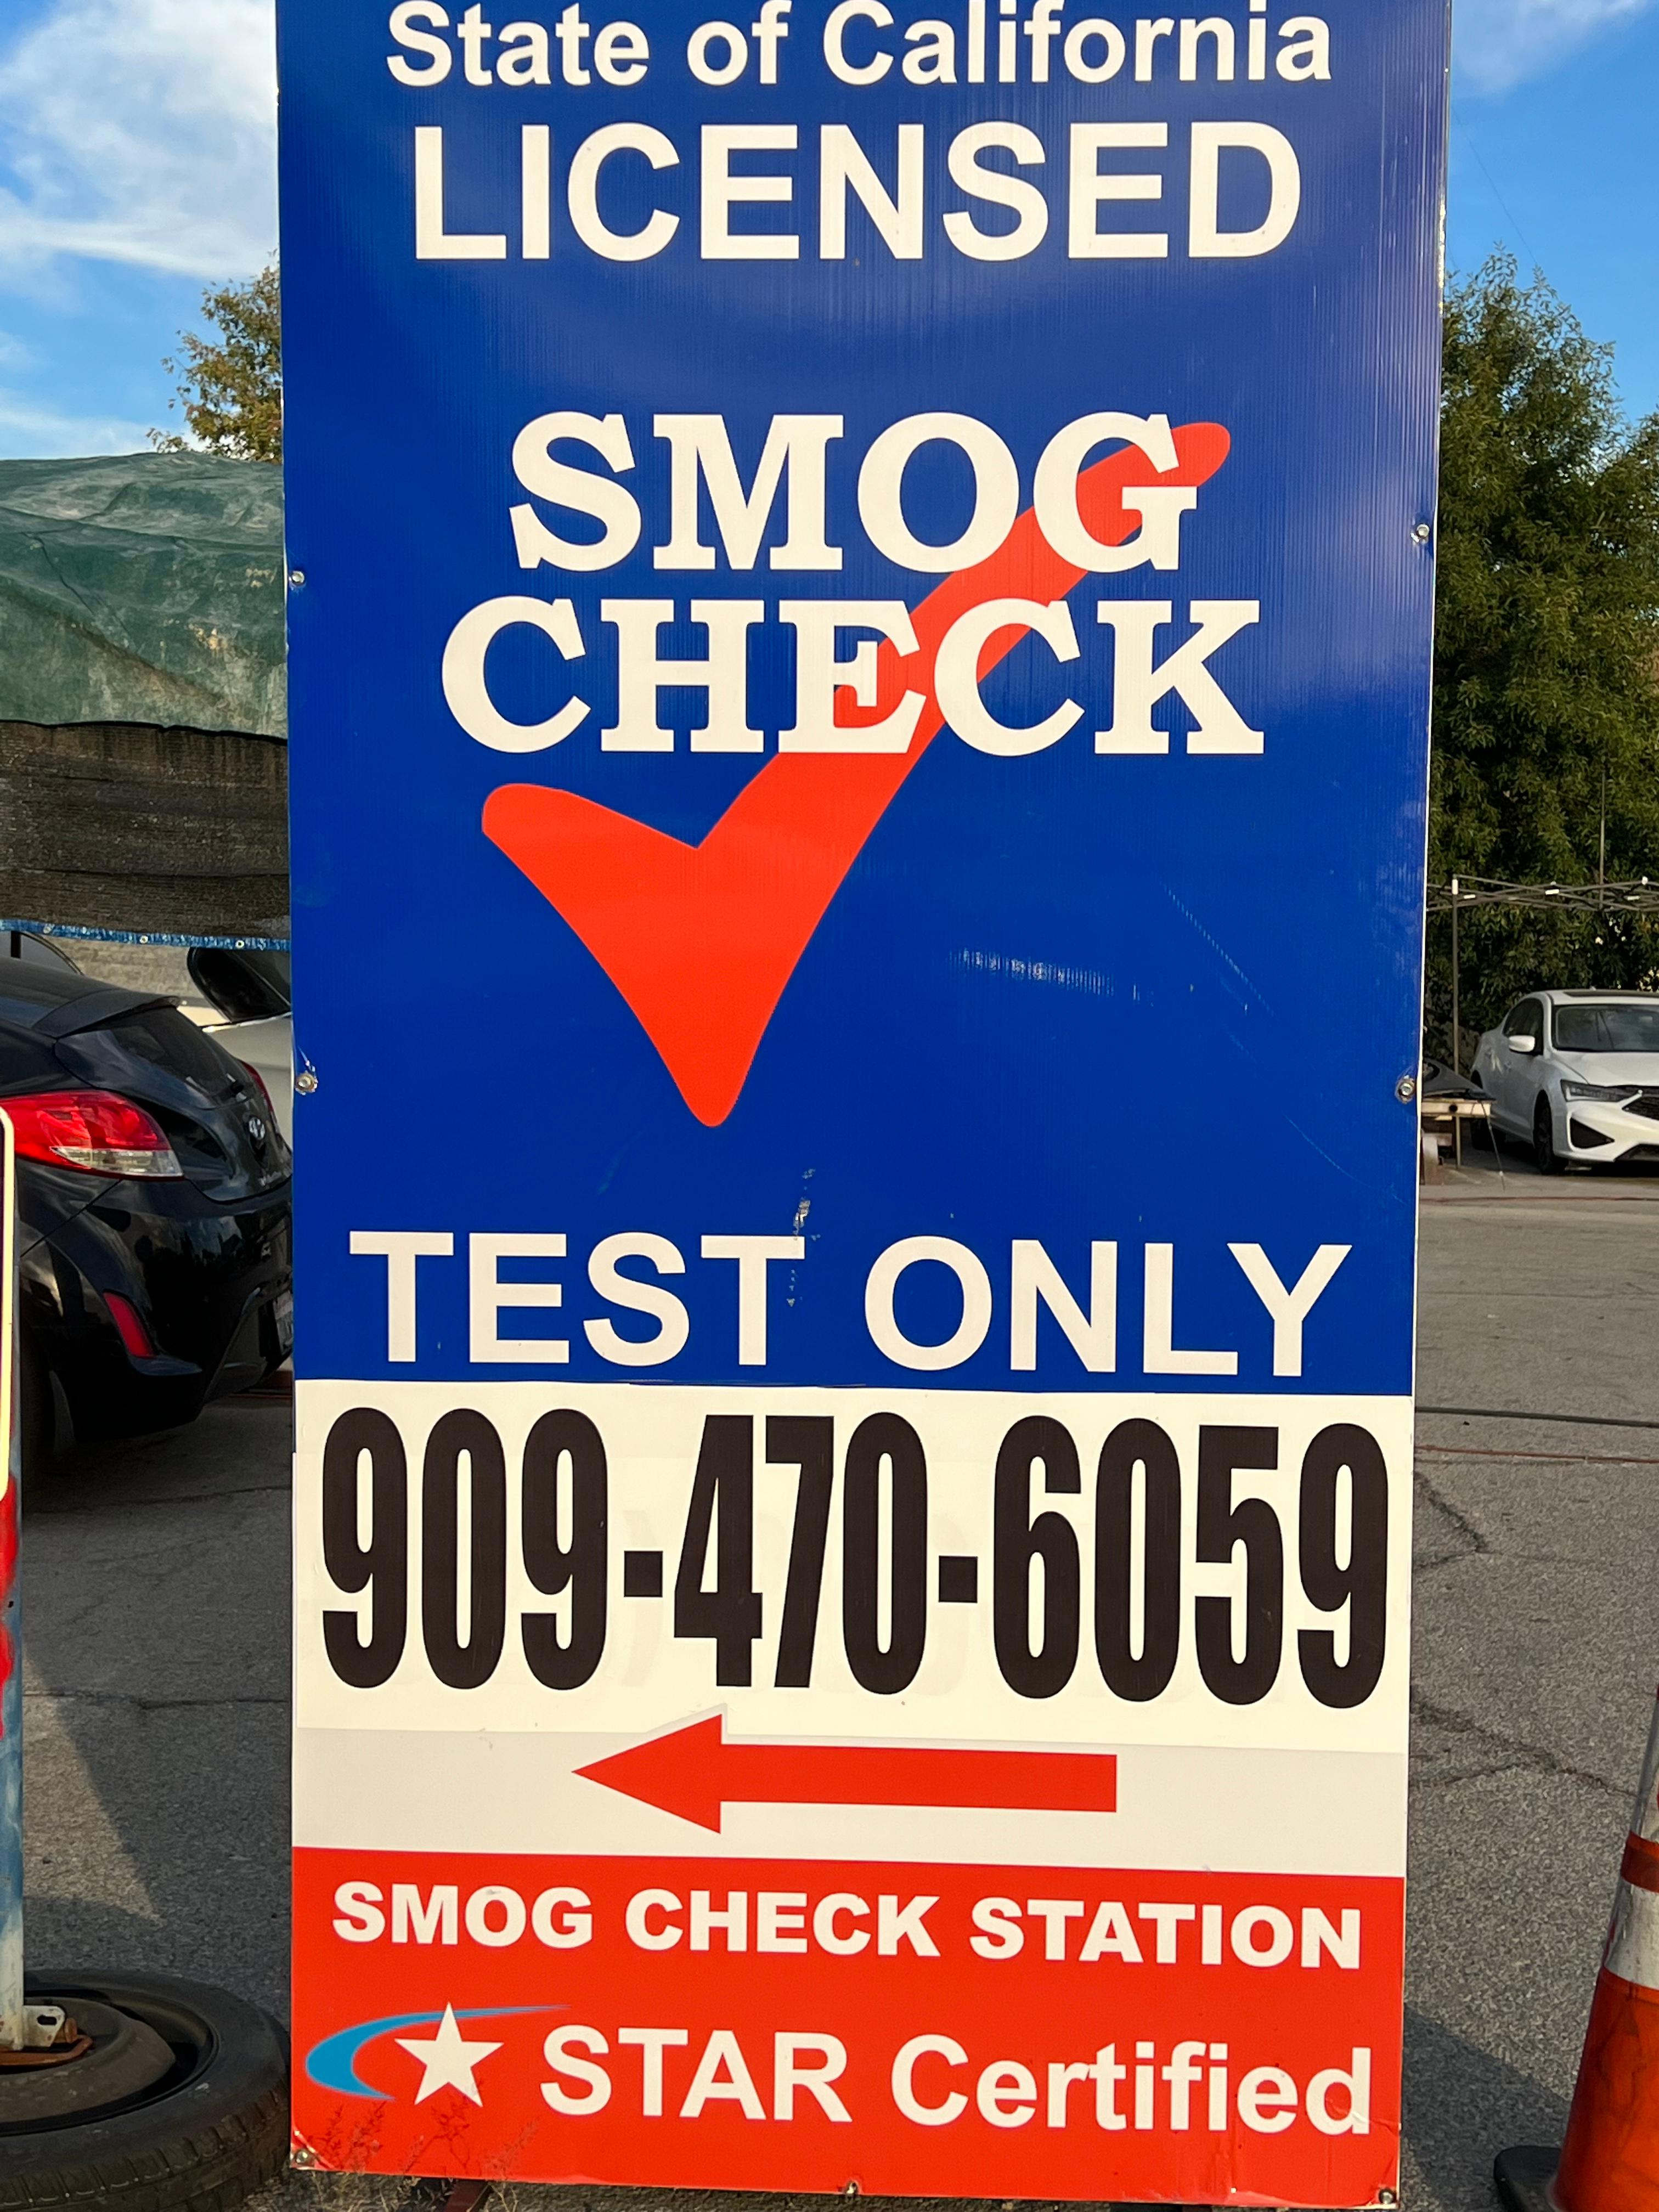 State of California
LICENSED
SMOG
CHECK
TEST ONLY
909-470-6059
SMOG CHECK STATION
STAR Certified